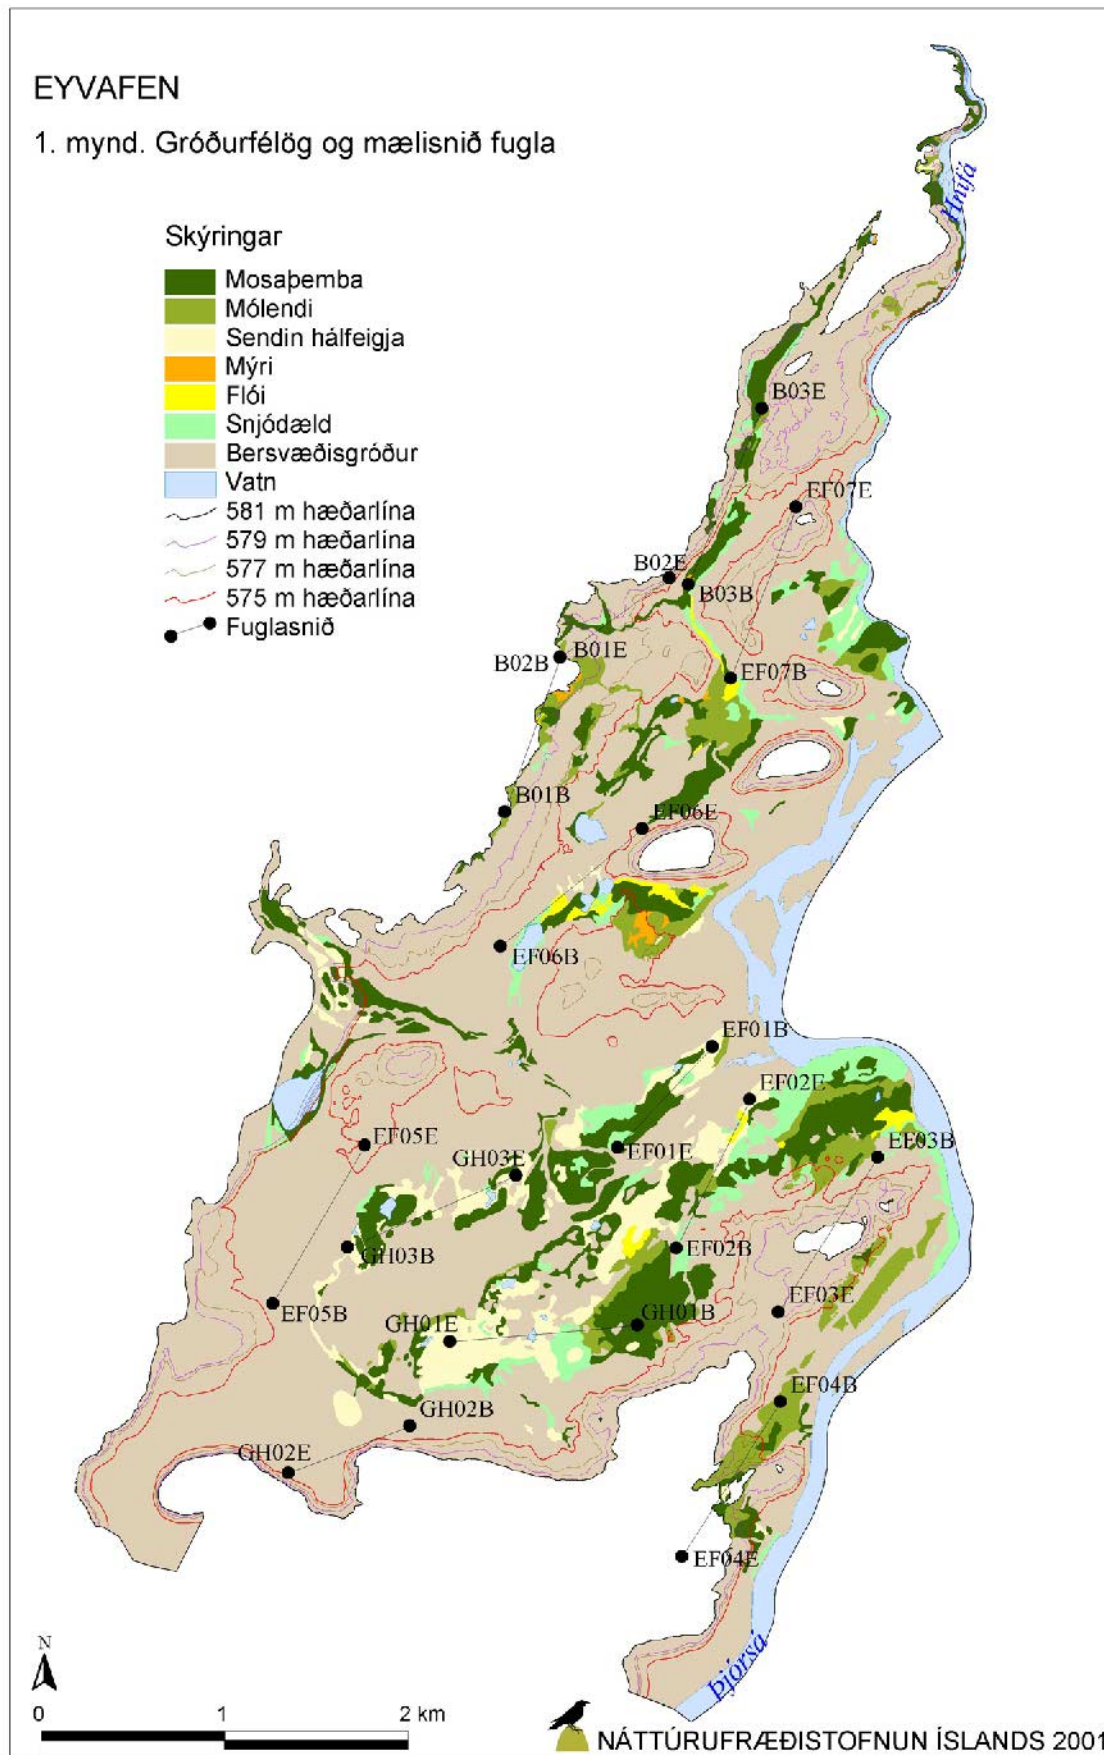 EYVAFEN
1. mynd. Gróðurfélög og mælisnið fugla
Skýringar
Mosaþemba
Mólendi
Sendin hálfeigja
Mýri
Flói
Snjódæld
Bersvæðisgróður
Vatn
581 m hæðarlína
579 m hæðarlína
577 m hæðarlína
575 m hæðarlína
Fuglasnið
Hnífá
B03E
EF07E
B02E
B03B
B01E
B02B
EF07B
B01B
EF06E
EF06B
EF01B
EF02E
EF05E
EF03B
EF01E
GH03E
EF02B
GH03B
EF05B
EF03E
GH01B
GH01E
EF04B
GH02B
GH02E
EF04E
Þjórsá
N
0 1 2 km
NÁTTÚRUFRÆÐISTOFNUN ÍSLANDS 2001